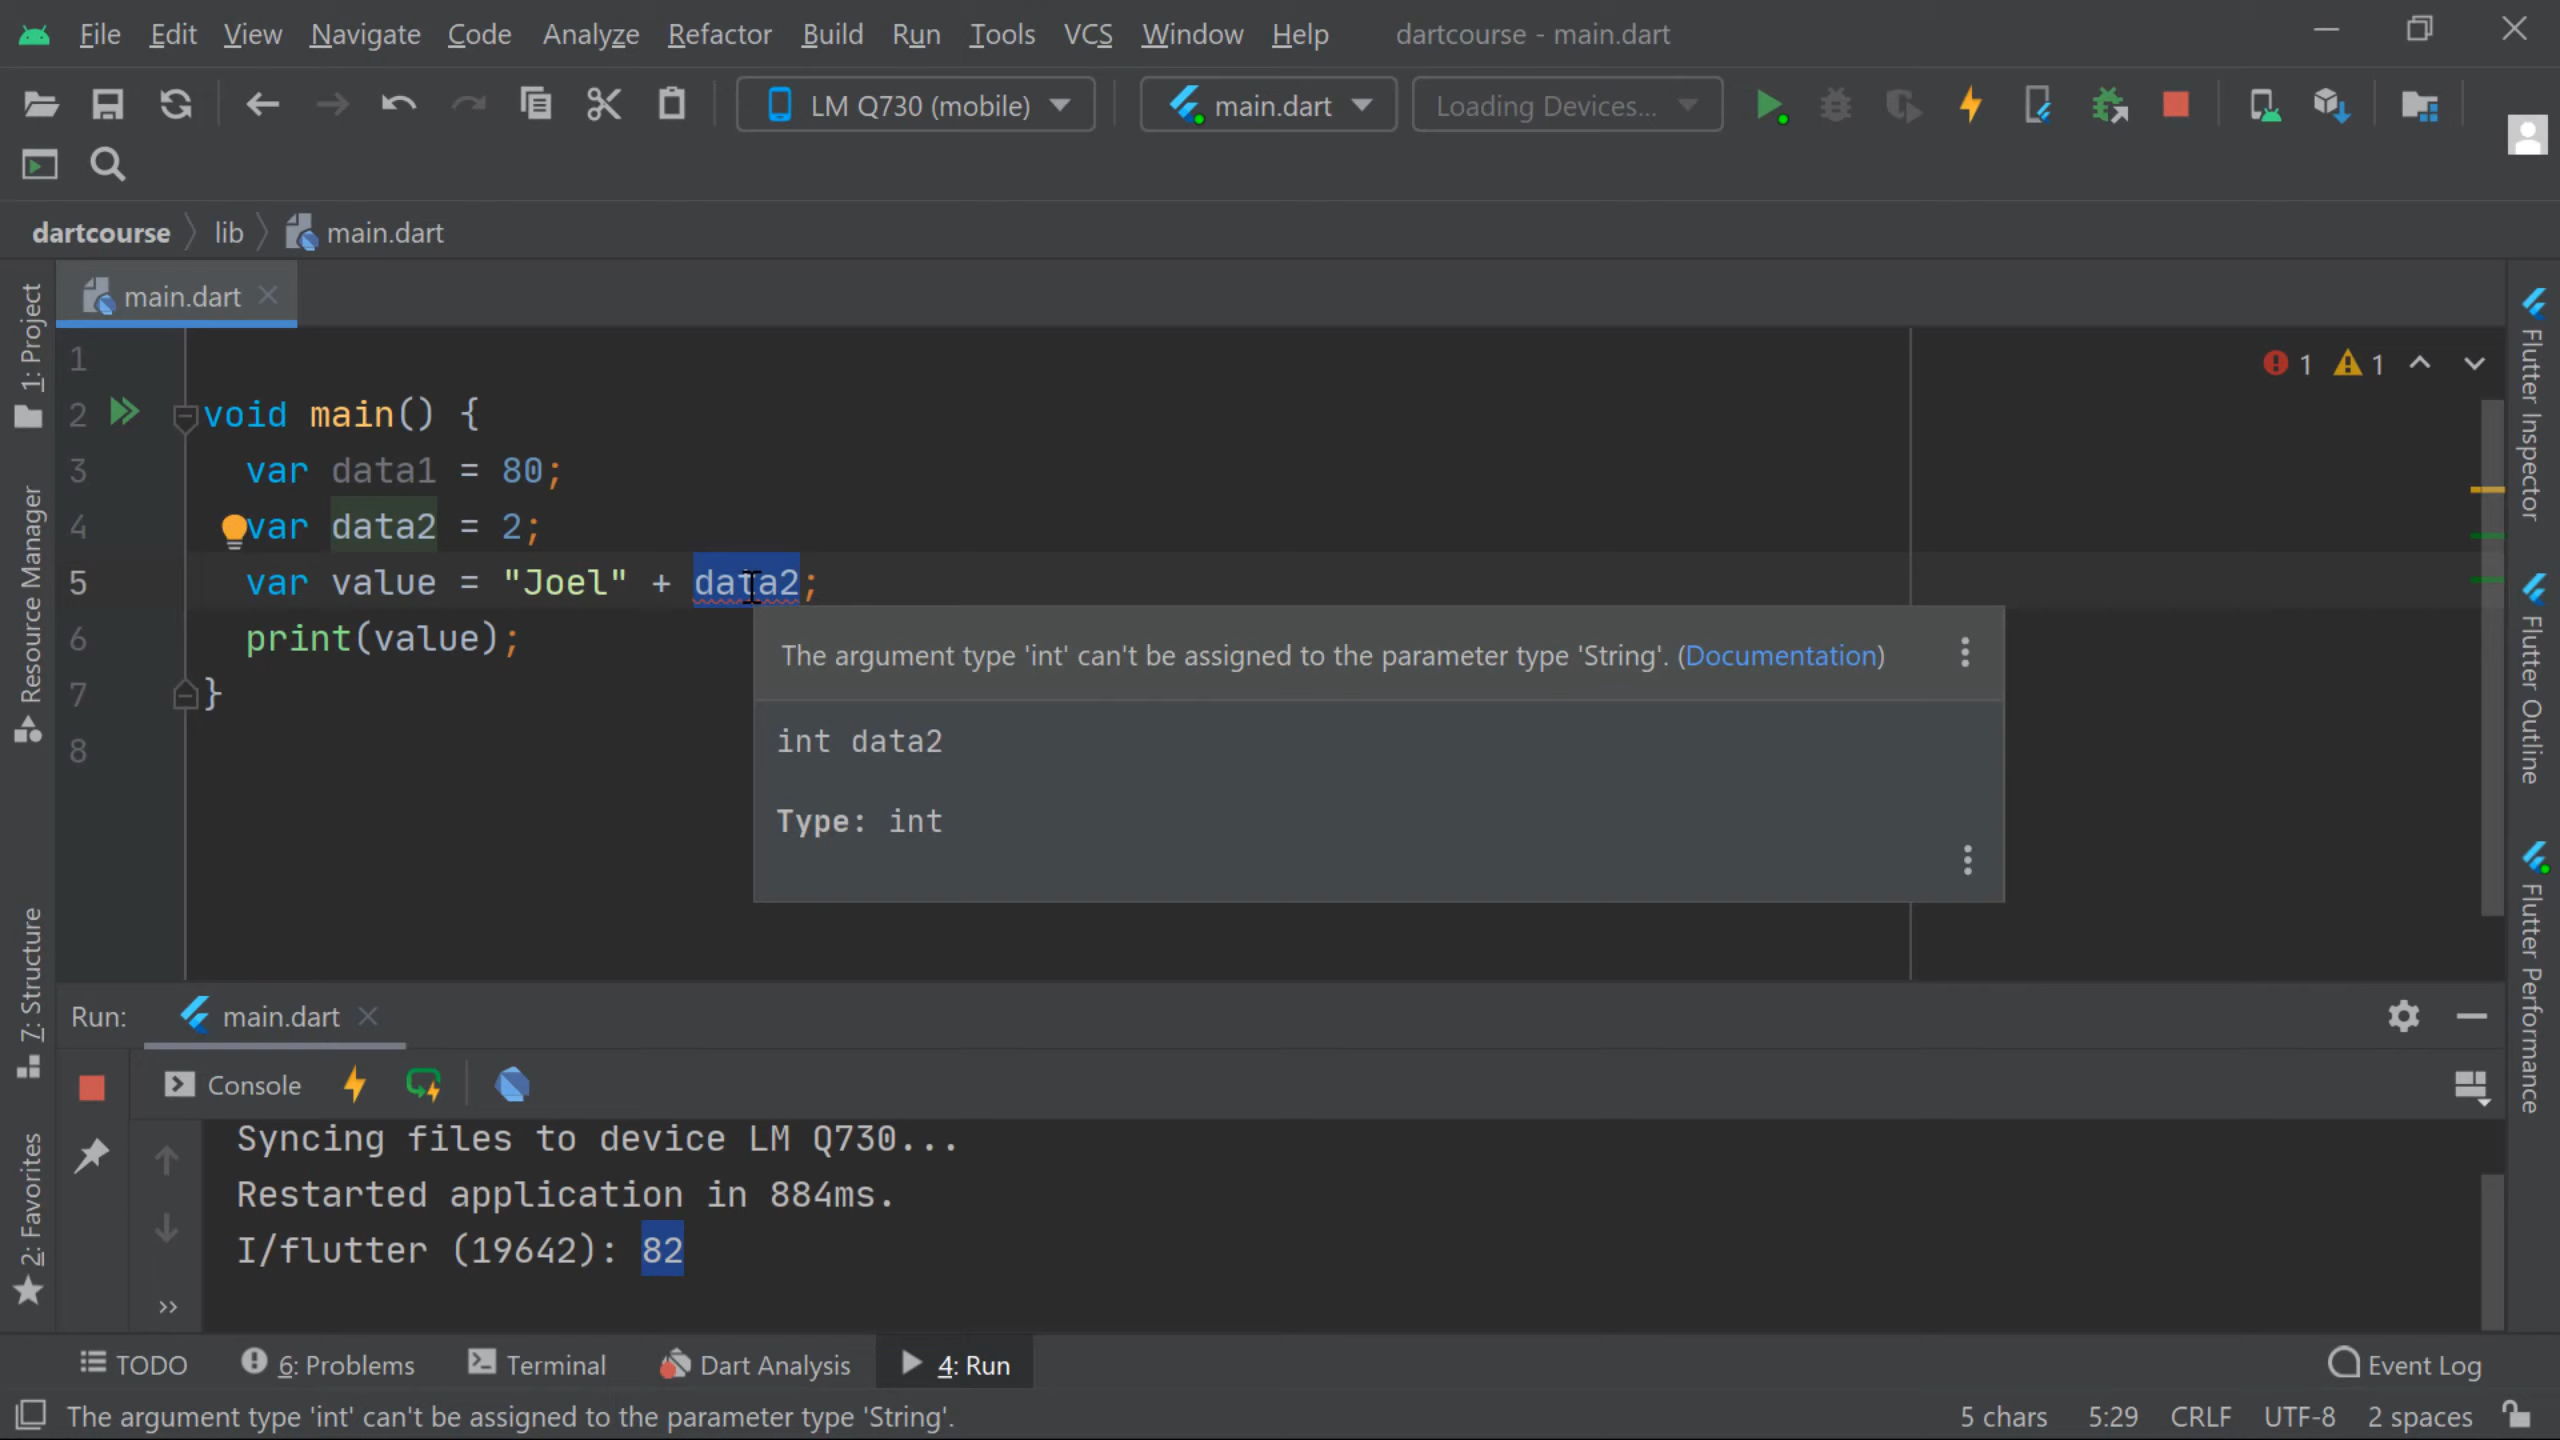 File Edit View Navigate Code Analyze Refactor Build Run Tools VCS Window Help dartcourse - main.dart
LM Q730 (mobile) main.dart Loading Devices...
dartcourse lib main.dart
main.dart
1
2 void main() {
3 var data1 = 80;
4 var data2 = 2;
5 var value = "Joel" + data2;
6 print(value);
7 }
8
1 1
The argument type 'int' can't be assigned to the parameter type 'String'. (Documentation)
int data2
Type: int
1: Project
Resource Manager
7: Structure
2: Favorites
Flutter Inspector
Flutter Outline
Flutter Performance
Run: main.dart
Console
Syncing files to device LM Q730...
Restarted application in 884ms.
I/flutter (19642): 82
TODO 6: Problems Terminal Dart Analysis 4: Run Event Log
The argument type 'int' can't be assigned to the parameter type 'String'. 5 chars 5:29 CRLF UTF-8 2 spaces